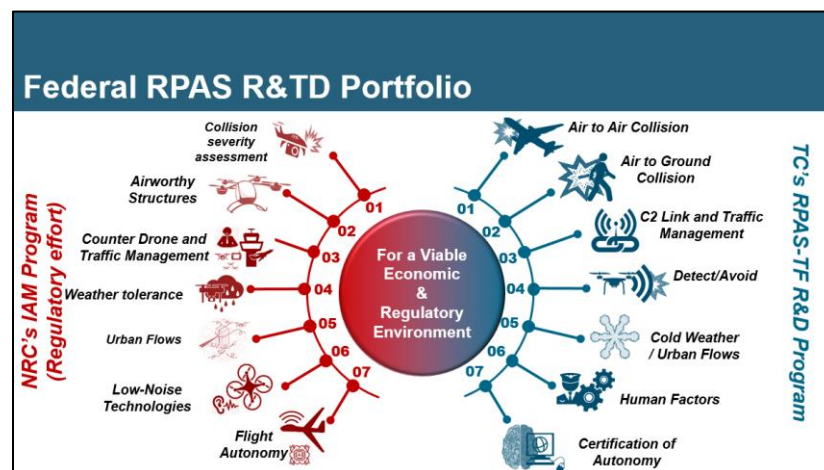 Federal RPAS R&TD Portfolio
NRC's IAM Program
(Regulatory effort)
Collision
severity
assessment
01
Airworthy
Structures
02
Counter Drone and
Traffic Management
03
Weather tolerance
04
Urban Flows
05
Low-Noise
Technologies
06
Flight
Autonomy
07
For a Viable
Economic
&
Regulatory
Environment
01
Air to Air Collision
02
Air to Ground
Collision
03
C2 Link and Traffic
Management
04
Detect/Avoid
05
Cold Weather
/ Urban Flows
06
Human Factors
07
Certification of
Autonomy
TC's RPAS-TF R&D Program